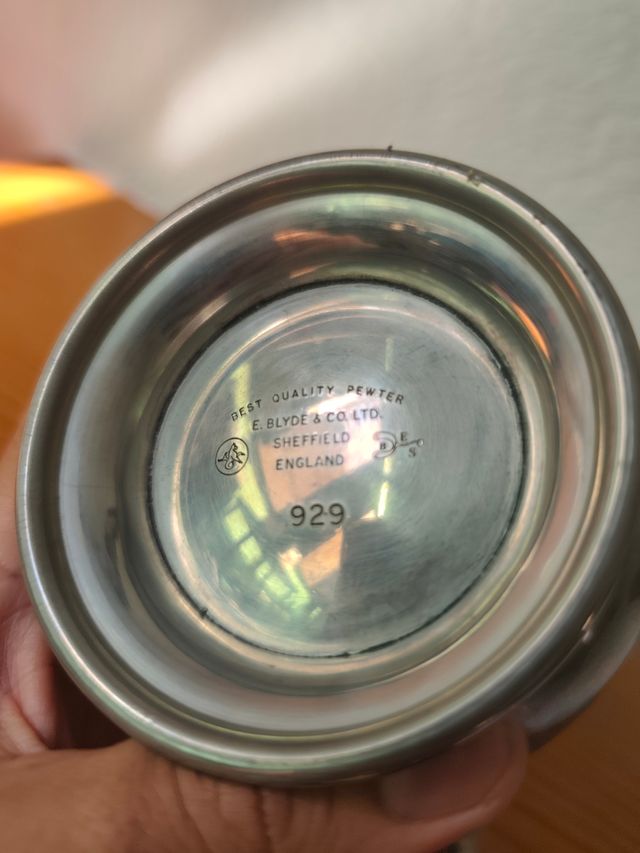 BEST QUALITY PEWTER
E. BLYDE & CO. LTD.
SHEFFIELD
ENGLAND
B E S
929